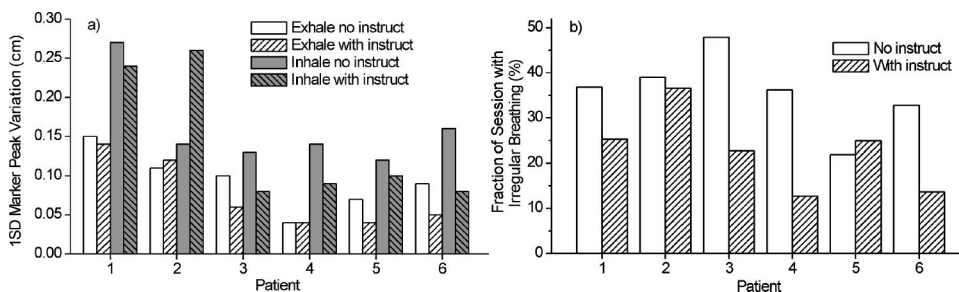 a)
Exhale no instruct
Exhale with instruct
Inhale no instruct
Inhale with instruct
1SD Marker Peak Variation (cm)
0.30
0.25
0.20
0.15
0.10
0.05
0.00
1 2 3 4 5 6
Patient
b)
No instruct
With instruct
Fraction of Session with
Irregular Breathing (%)
50
40
30
20
10
0
1 2 3 4 5 6
Patient